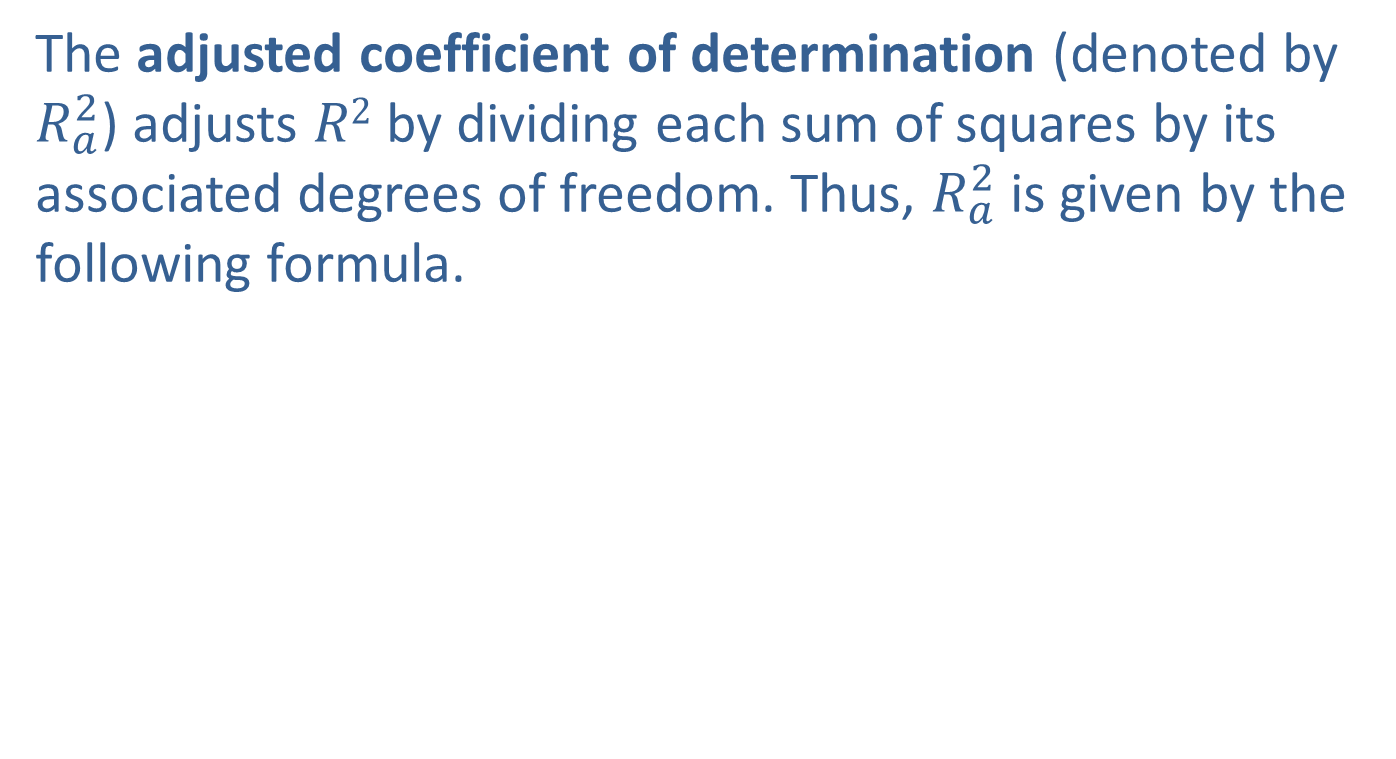 The adjusted coefficient of determination (denoted by
$R_a^2$) adjusts $R^2$ by dividing each sum of squares by its
associated degrees of freedom. Thus, $R_a^2$ is given by the
following formula.